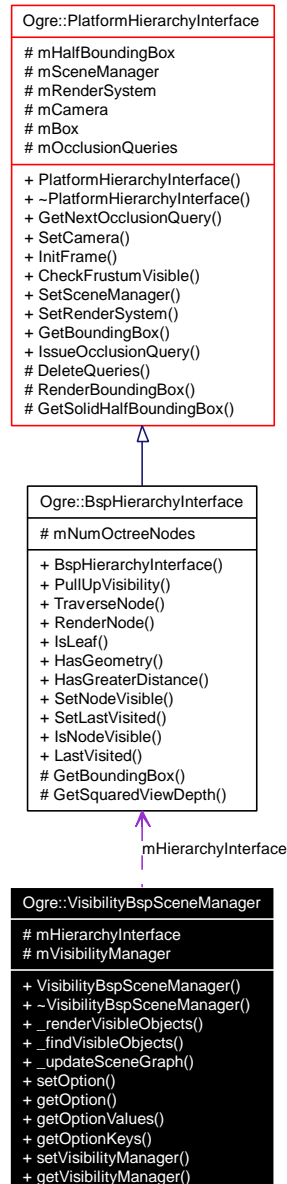 Ogre::PlatformHierarchyInterface
# mHalfBoundingBox
# mSceneManager
# mRenderSystem
# mCamera
# mBox
# mOcclusionQueries
+ PlatformHierarchyInterface()
+ ~PlatformHierarchyInterface()
+ GetNextOcclusionQuery()
+ SetCamera()
+ InitFrame()
+ CheckFrustumVisible()
+ SetSceneManager()
+ SetRenderSystem()
+ GetBoundingBox()
+ IssueOcclusionQuery()
# DeleteQueries()
# RenderBoundingBox()
# GetSolidHalfBoundingBox()
Ogre::BspHierarchyInterface
# mNumOctreeNodes
+ BspHierarchyInterface()
+ PullUpVisibility()
+ TraverseNode()
+ RenderNode()
+ IsLeaf()
+ HasGeometry()
+ HasGreaterDistance()
+ SetNodeVisible()
+ SetLastVisited()
+ IsNodeVisible()
+ LastVisited()
# GetBoundingBox()
# GetSquaredViewDepth()
mHierarchyInterface
Ogre::VisibilityBspSceneManager
# mHierarchyInterface
# mVisibilityManager
+ VisibilityBspSceneManager()
+ ~VisibilityBspSceneManager()
+ _renderVisibleObjects()
+ _findVisibleObjects()
+ _updateSceneGraph()
+ setOption()
+ getOption()
+ getOptionValues()
+ getOptionKeys()
+ setVisibilityManager()
+ getVisibilityManager()